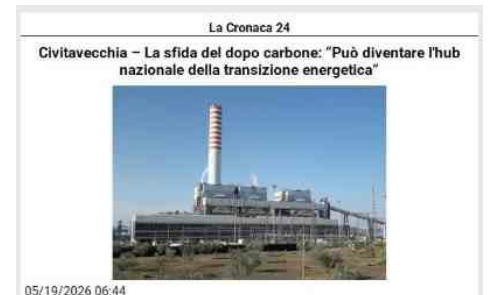 La Cronaca 24
Civitavecchia – La sfida del dopo carbone: “Può diventare l'hub
nazionale della transizione energetica”
05/19/2026 06:44